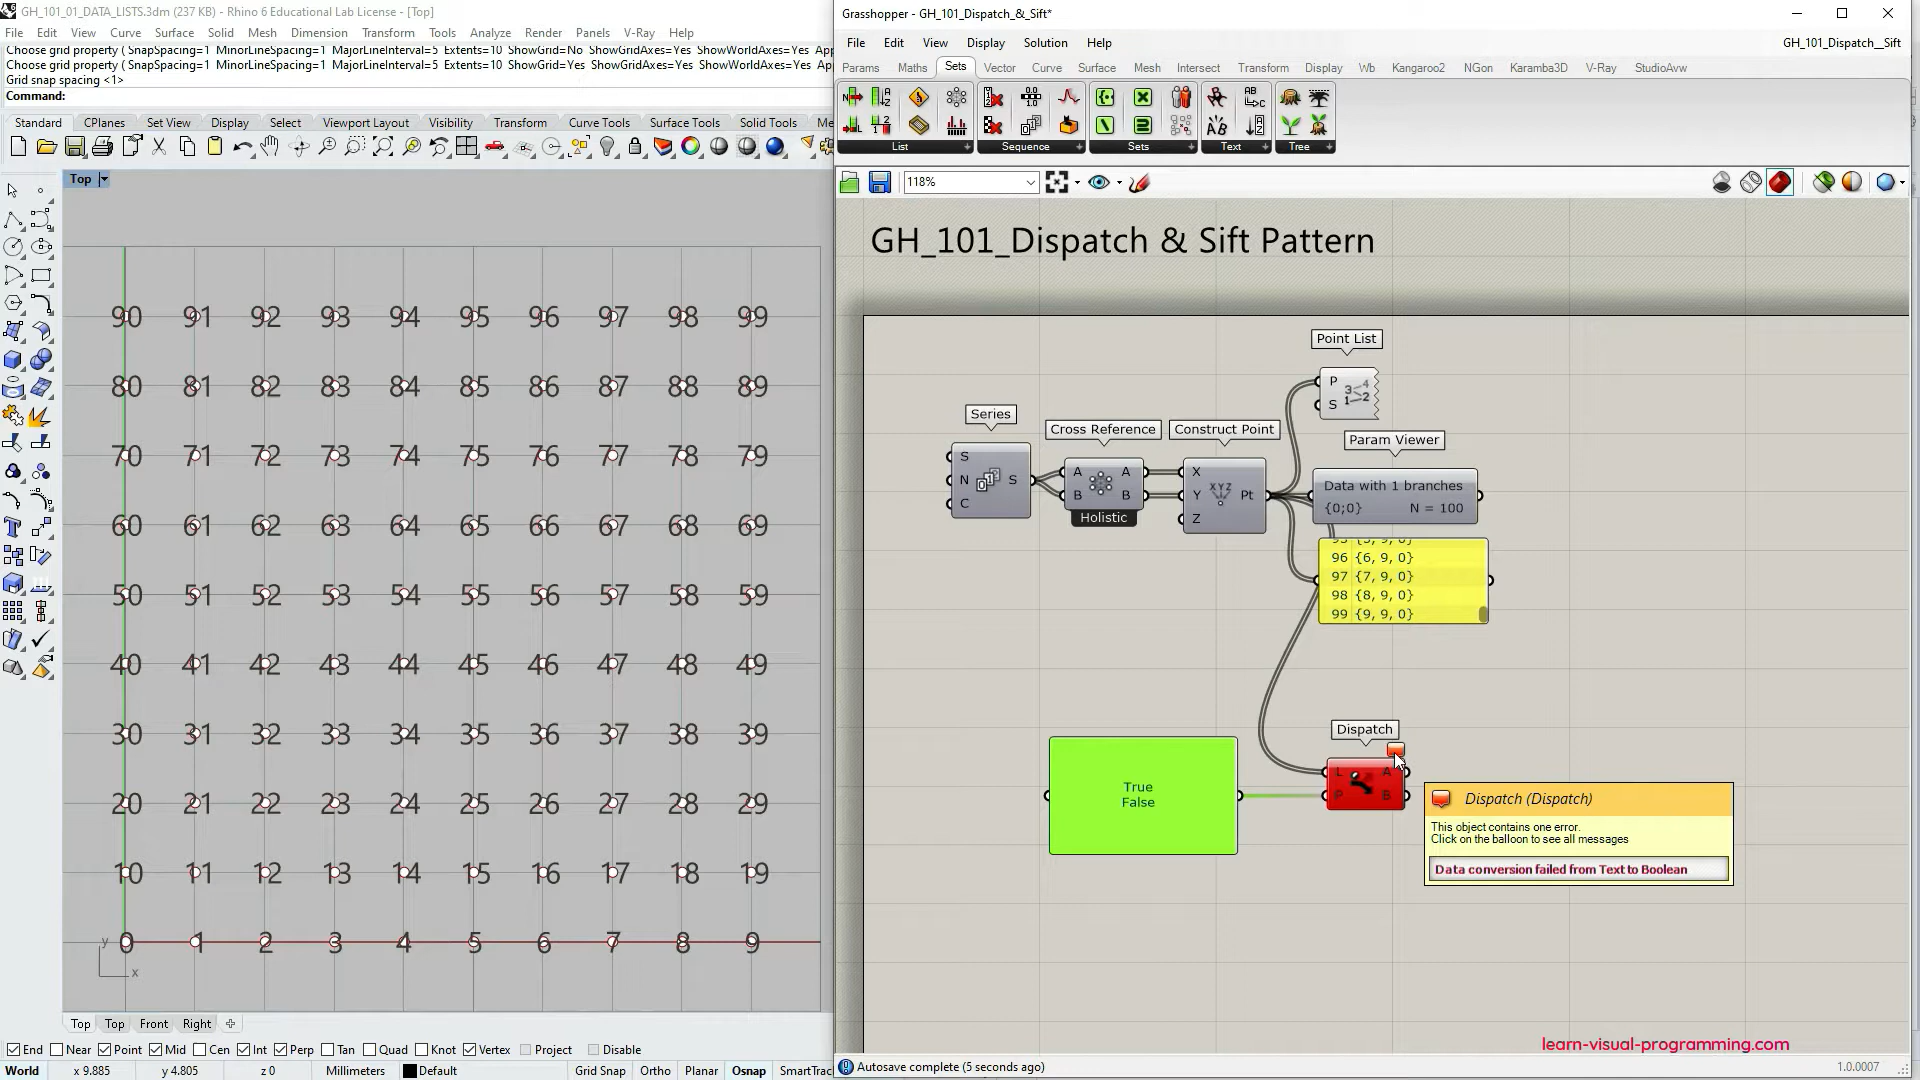 GH_101_01_DATA_LISTS.3dm (237 KB) - Rhino 6 Educational Lab License - [Top]
File Edit View Curve Surface Solid Mesh Dimension Transform Tools Analyze Render Panels V-Ray Help
Choose grid property ( SnapSpacing=1 MinorLineSpacing=1 MajorLineInterval=5 Extents=10 ShowGrid=No ShowGridAxes=Yes ShowWorldAxes=Yes
Choose grid property ( SnapSpacing=1 MinorLineSpacing=1 MajorLineInterval=5 Extents=10 ShowGrid=Yes ShowGridAxes=Yes ShowWorldAxes=Yes
Grid snap spacing <1>
Command:
Standard CPlanes Set View Display Select Viewport Layout Visibility Transform Curve Tools Surface Tools Solid Tools
Top
90 91 92 93 94 95 96 97 98 99
80 81 82 83 84 85 86 87 88 89
70 71 72 73 74 75 76 77 78 79
60 61 62 63 64 65 66 67 68 69
50 51 52 53 54 55 56 57 58 59
40 41 42 43 44 45 46 47 48 49
30 31 32 33 34 35 36 37 38 39
20 21 22 23 24 25 26 27 28 29
10 11 12 13 14 15 16 17 18 19
0 1 2 3 4 5 6 7 8 9
y
x
Top Top Front Right
End Near Point Mid Cen Int Perp Tan Quad Knot Vertex Project Disable
World x 9.885 y 4.805 z 0 Millimeters Default Grid Snap Ortho Planar Osnap SmartTrac
Grasshopper - GH_101_Dispatch_&_Sift*
File Edit View Display Solution Help
GH_101_Dispatch__Sift
Params Maths Sets Vector Curve Surface Mesh Intersect Transform Display Wb Kangaroo2 NGon Karamba3D V-Ray StudioAvw
List Sequence Sets Text Tree
118%
GH_101_Dispatch & Sift Pattern
Point List
P
S
Series
S
N
C
S
Cross Reference
A A
B B
Holistic
Construct Point
X
Y
Z
XYZ
Pt
Param Viewer
Data with 1 branches
{0;0} N = 100
96 {6, 9, 0}
97 {7, 9, 0}
98 {8, 9, 0}
99 {9, 9, 0}
True
False
Dispatch
L A
P B
Dispatch (Dispatch)
This object contains one error.
Click on the balloon to see all messages
Data conversion failed from Text to Boolean
learn-visual-programming.com
Autosave complete (5 seconds ago)
1.0.0007